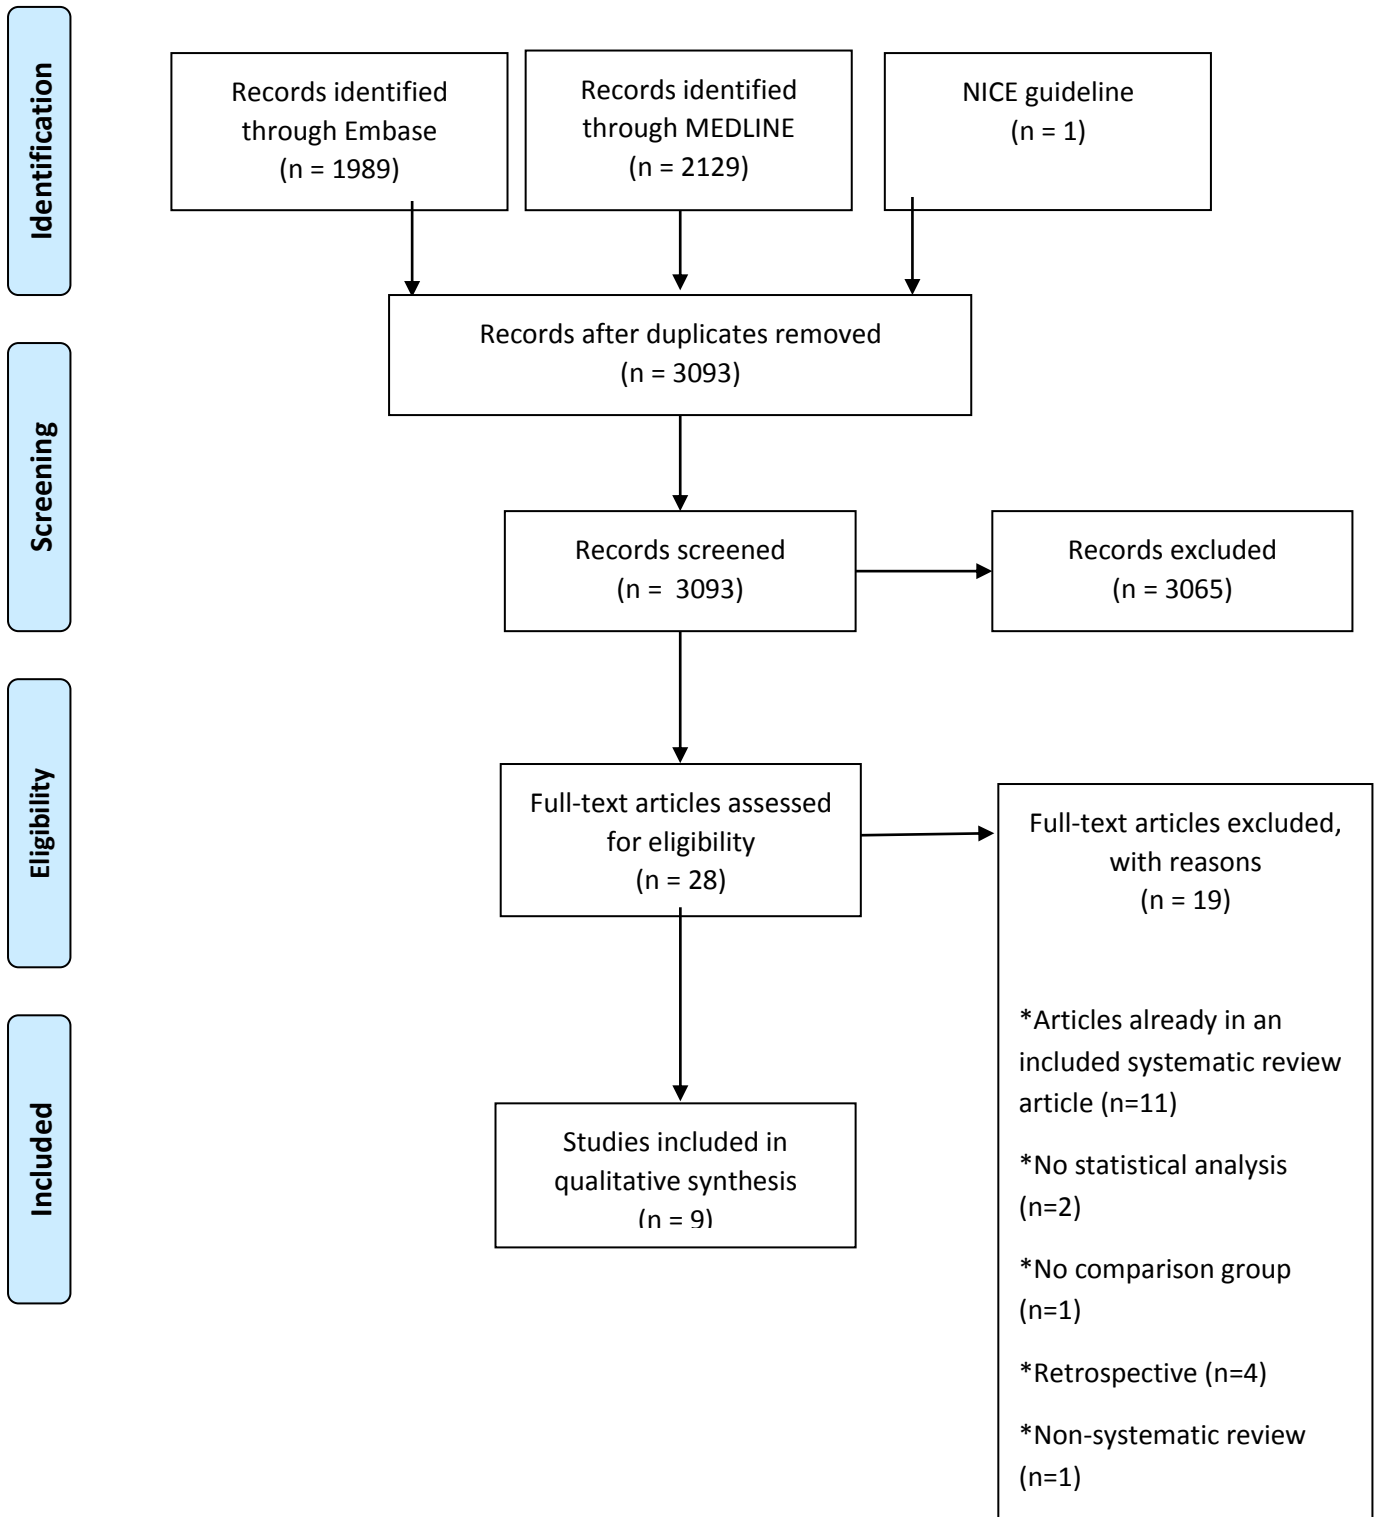 Identification
Records identified
through Embase
(n = 1989)
Records identified
through MEDLINE
(n = 2129)
NICE guideline
(n = 1)
Records after duplicates removed
(n = 3093)
Screening
Records screened
(n =  3093)
Records excluded
(n = 3065)
Eligibility
Full-text articles assessed
for eligibility
(n = 28)
Full-text articles excluded,
with reasons
(n = 19)
*Articles already in an
included systematic review
article (n=11)
*No statistical analysis
(n=2)
*No comparison group
(n=1)
*Retrospective (n=4)
*Non-systematic review
(n=1)
Included
Studies included in
qualitative synthesis
(n = 9)